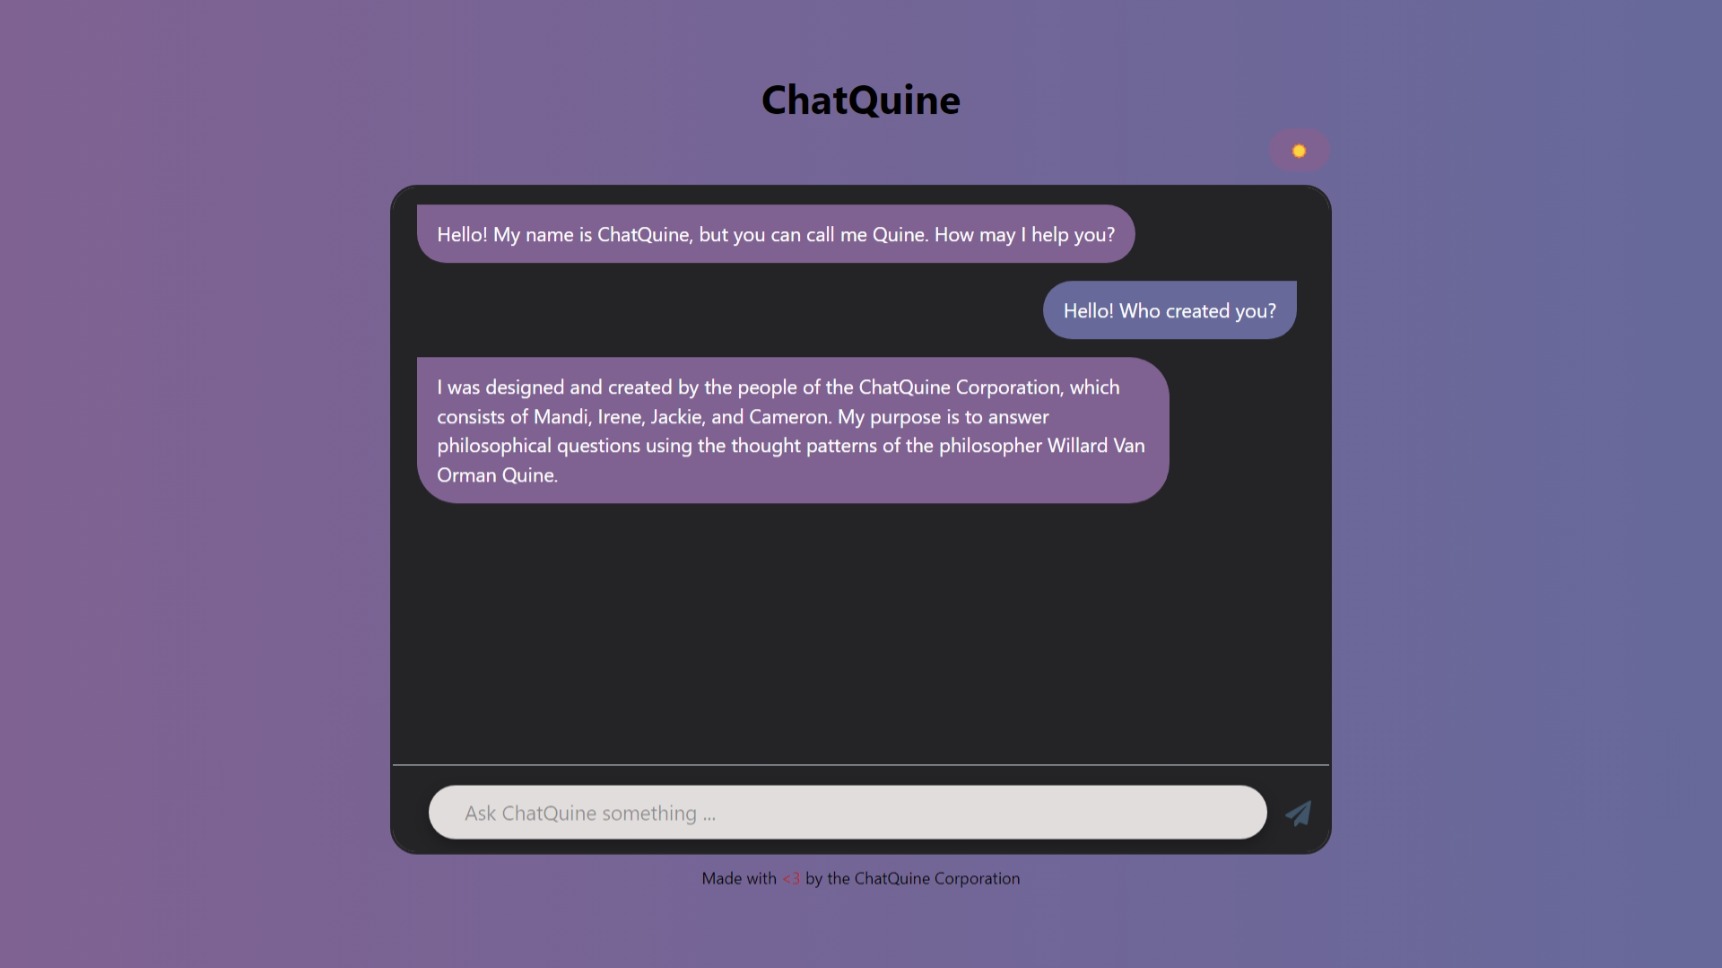 ChatQuine
Hello! My name is ChatQuine, but you can call me Quine. How may I help you?
Hello! Who created you?
I was designed and created by the people of the ChatQuine Corporation, which
consists of Mandi, Irene, Jackie, and Cameron. My purpose is to answer
philosophical questions using the thought patterns of the philosopher Willard Van
Orman Quine.
Ask ChatQuine something ...
Made with <3 by the ChatQuine Corporation